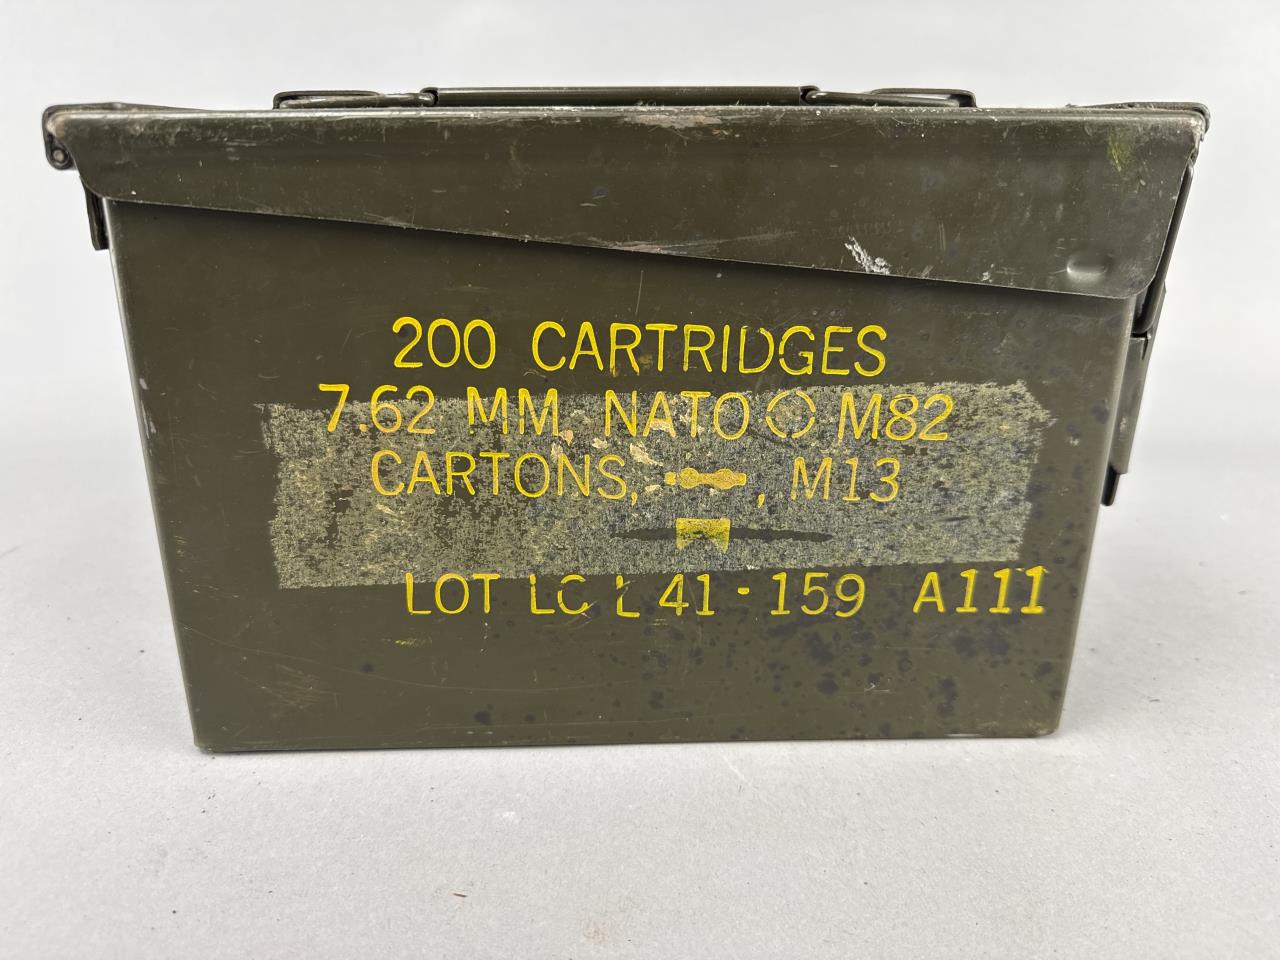 200 CARTRIDGES
7.62 MM, NATO M82
CARTONS, , M13
LOT LC L 41-159 A111